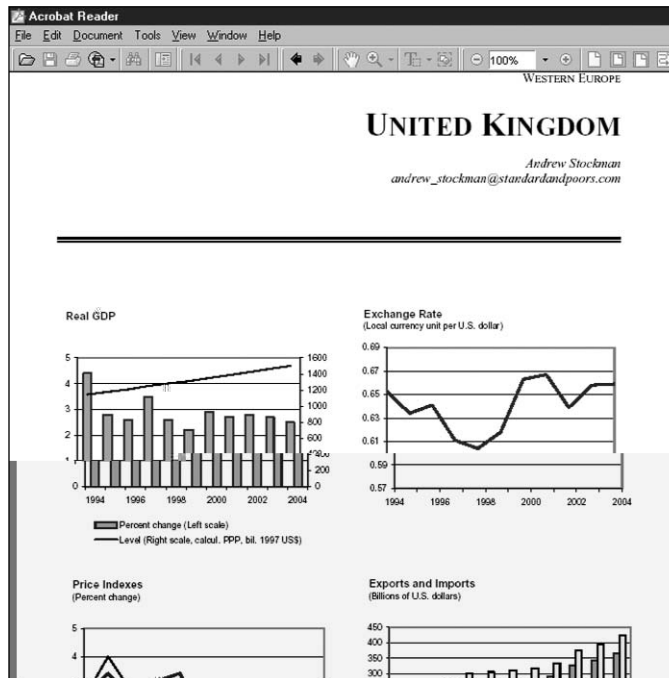 Acrobat Reader
File Edit Document Tools View Window Help
100%
WESTERN EUROPE
UNITED KINGDOM
Andrew Stockman
andrew_stockman@standardandpoors.com
Real GDP
5
4
3
2
1
0
1600
1400
1200
1000
800
600
400
200
0
1994 1996 1998 2000 2002 2004
Percent change (Left scale)
Level (Right scale, calcul. PPP, bil. 1997 US$)
Exchange Rate
(Local currency unit per U.S. dollar)
0.69
0.67
0.65
0.63
0.61
0.59
0.57
1994 1996 1998 2000 2002 2004
Price Indexes
(Percent change)
5
4
Exports and Imports
(Billions of U.S. dollars)
450
400
350
300